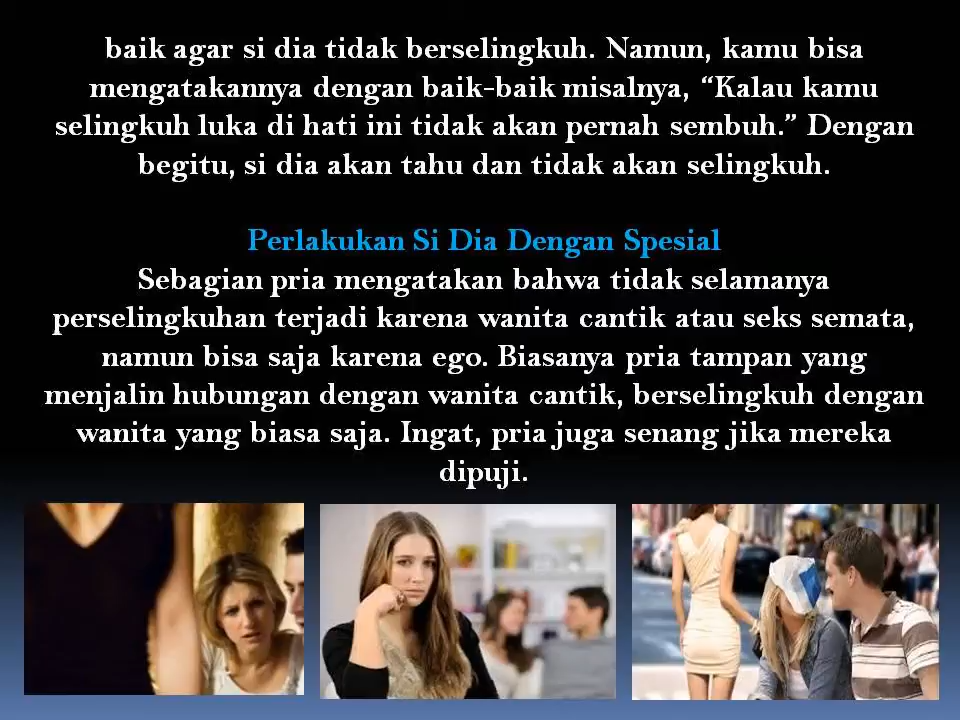 baik agar si dia tidak berselingkuh. Namun, kamu bisa
mengatakannya dengan baik-baik misalnya, “Kalau kamu
selingkuh luka di hati ini tidak akan pernah sembuh.” Dengan
begitu, si dia akan tahu dan tidak akan selingkuh.
Perlakukan Si Dia Dengan Spesial
Sebagian pria mengatakan bahwa tidak selamanya
perselingkuhan terjadi karena wanita cantik atau seks semata,
namun bisa saja karena ego. Biasanya pria tampan yang
menjalin hubungan dengan wanita cantik, berselingkuh dengan
wanita yang biasa saja. Ingat, pria juga senang jika mereka
dipuji.